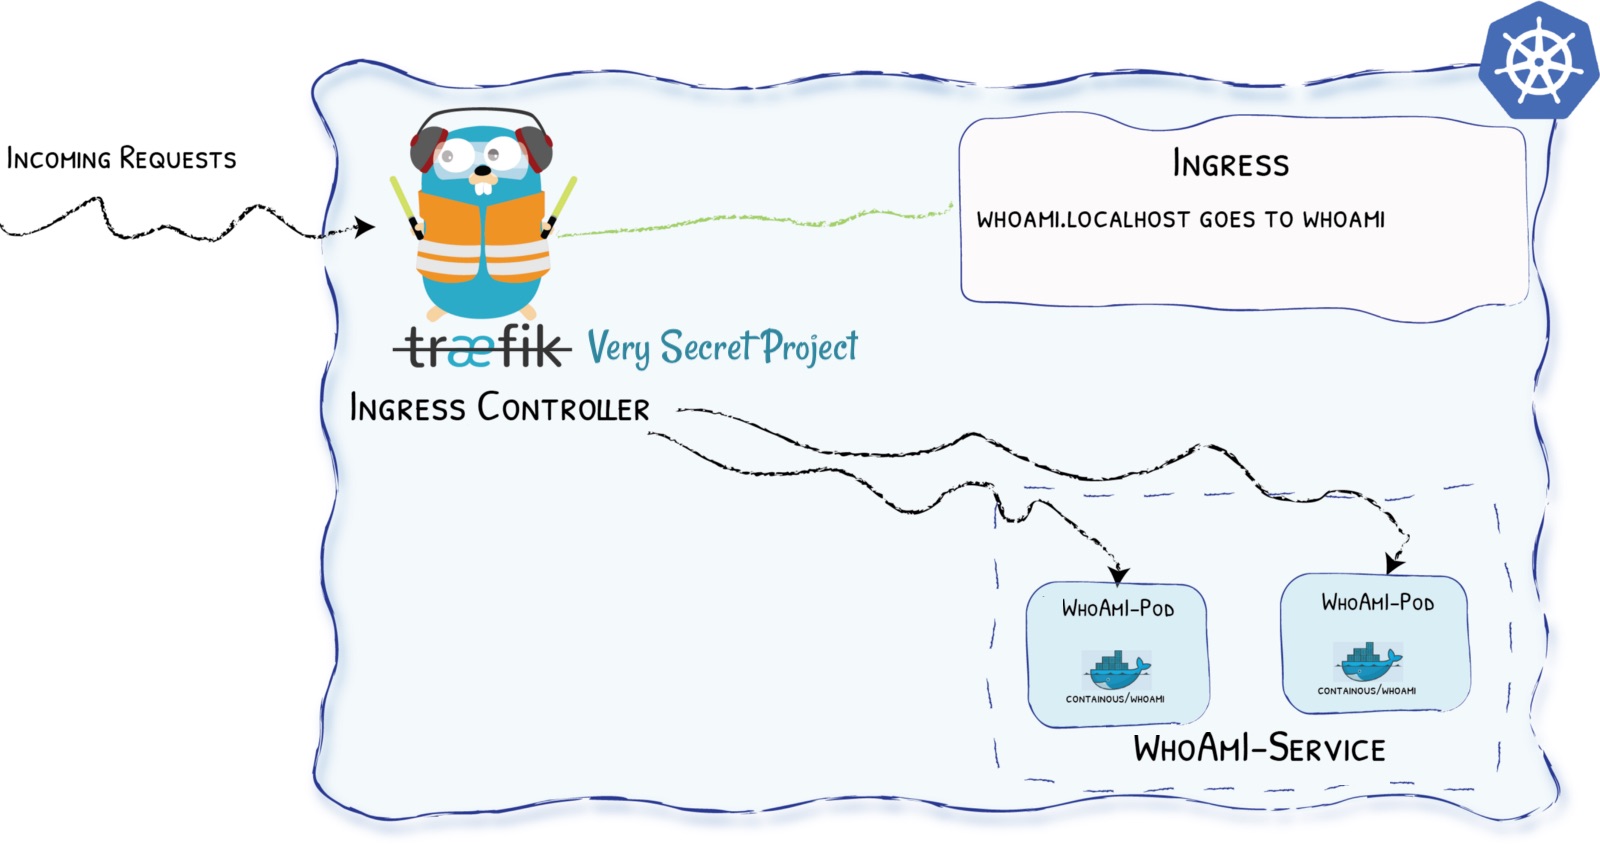 Incoming Requests
Ingress
whoami.localhost goes to whoami
træfik Very Secret Project
Ingress Controller
WhoAmI-Pod
containous/whoami
WhoAmI-Pod
containous/whoami
WhoAmI-Service